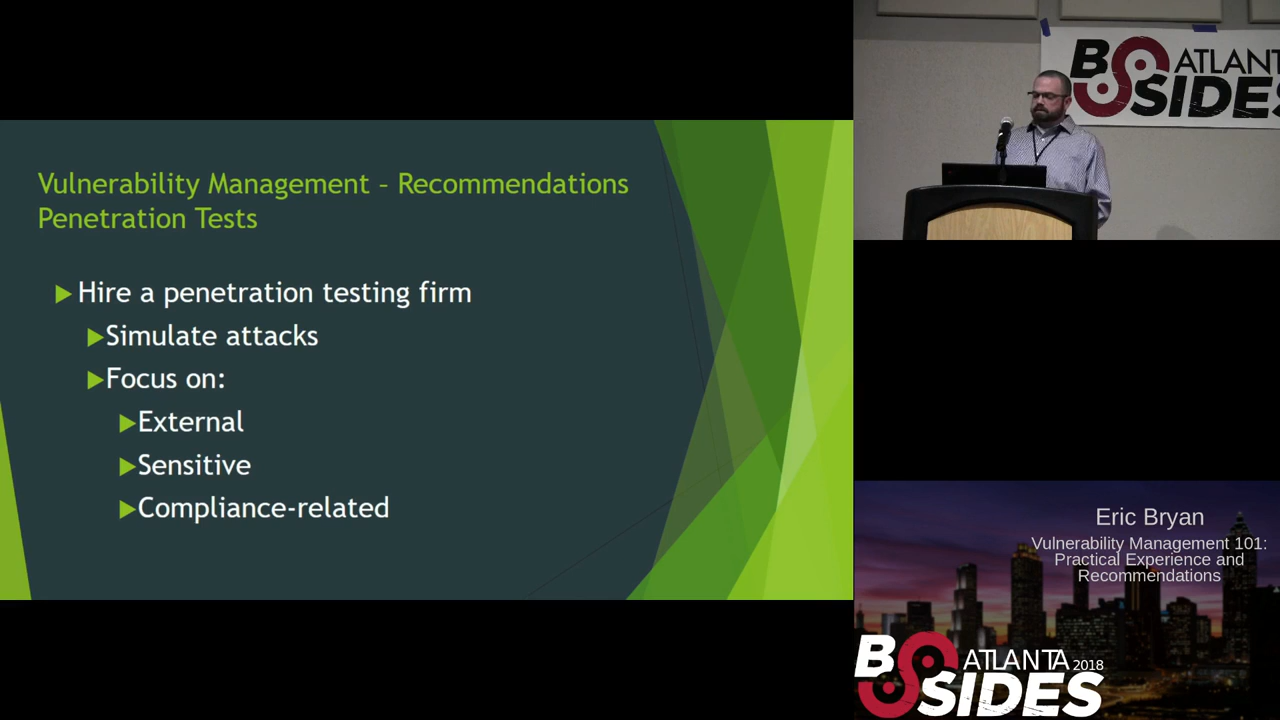 Vulnerability Management – Recommendations
Penetration Tests
Hire a penetration testing firm
Simulate attacks
Focus on:
External
Sensitive
Compliance-related
BSIDES ATLANT
Eric Bryan
Vulnerability Management 101:
Practical Experience and
Recommendations
BSIDES ATLANTA 2018